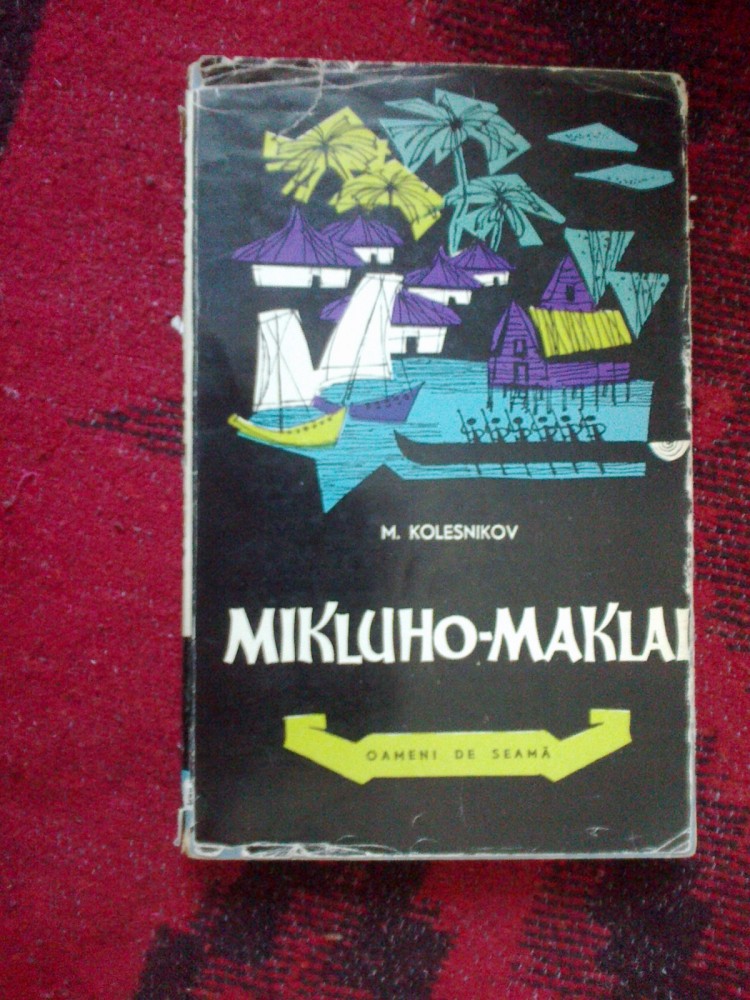 M. KOLESNIKOV
MIKLUHO-MAKLAI
OAMENI DE SEAMĂ